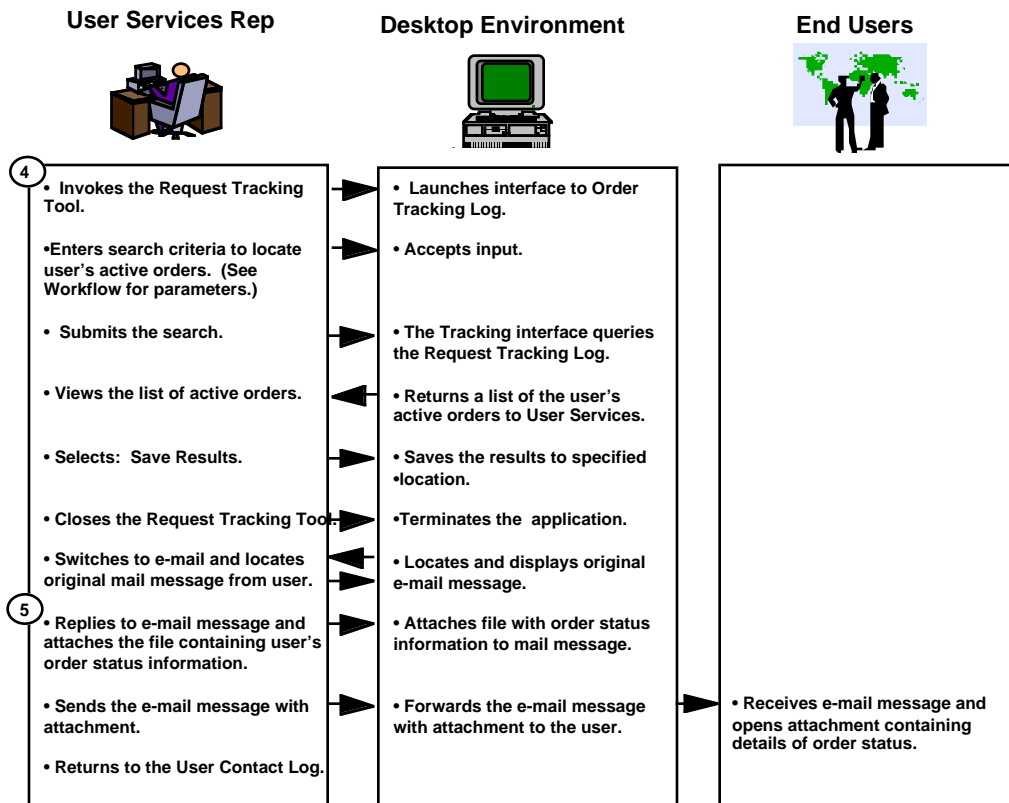 User Services Rep
Desktop Environment
End Users
4
• Invokes the Request Tracking
Tool.
•Enters search criteria to locate
user's active orders. (See
Workflow for parameters.)
• Submits the search.
• Views the list of active orders.
• Selects: Save Results.
• Closes the Request Tracking Tool.
• Switches to e-mail and locates
original mail message from user.
5
• Replies to e-mail message and
attaches the file containing user's
order status information.
• Sends the e-mail message with
attachment.
• Returns to the User Contact Log.
• Launches interface to Order
Tracking Log.
• Accepts input.
• The Tracking interface queries
the Request Tracking Log.
• Returns a list of the user's
active orders to User Services.
• Saves the results to specified
•location.
•Terminates the application.
• Locates and displays original
e-mail message.
• Attaches file with order status
information to mail message.
• Forwards the e-mail message
with attachment to the user.
• Receives e-mail message and
opens attachment containing
details of order status.